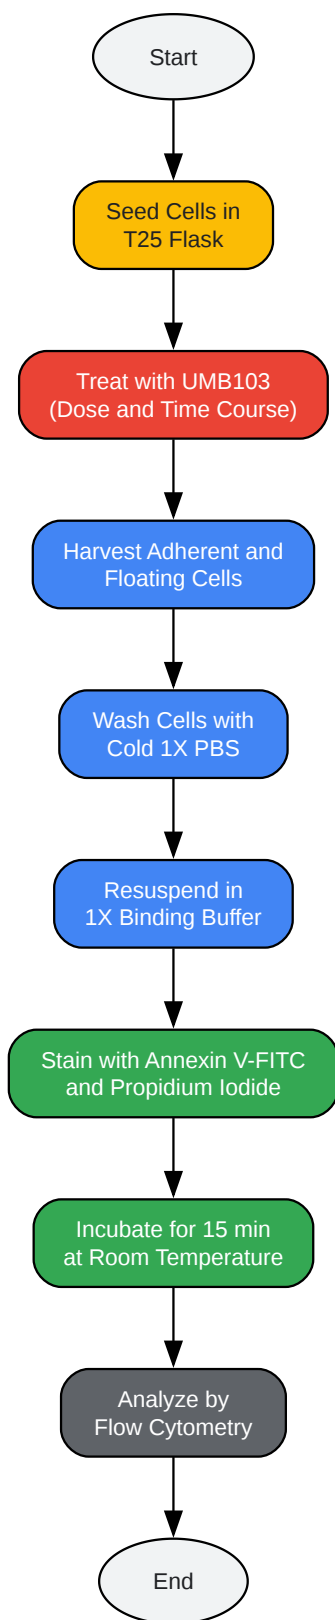 Start
Seed Cells in
T25 Flask
Treat with UMB103
(Dose and Time Course)
Harvest Adherent and
Floating Cells
Wash Cells with
Cold 1X PBS
Resuspend in
1X Binding Buffer
Stain with Annexin V-FITC
and Propidium Iodide
Incubate for 15 min
at Room Temperature
Analyze by
Flow Cytometry
End